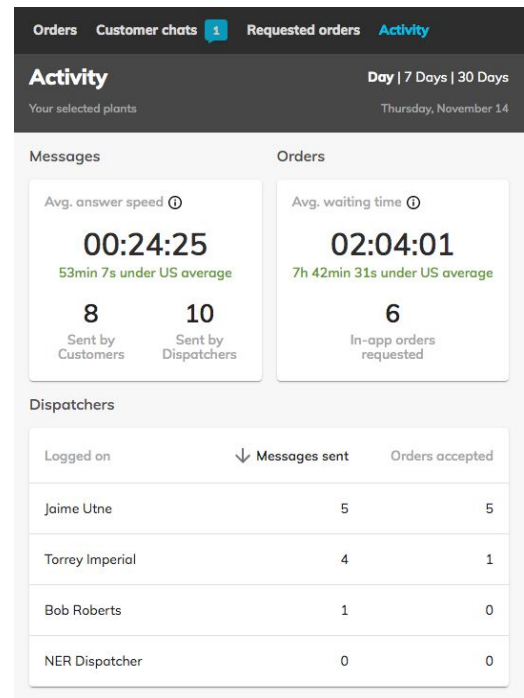 Orders Customer chats 1 Requested orders Activity
Activity
Day | 7 Days | 30 Days
Your selected plants
Thursday, November 14
Messages
Orders
Avg. answer speed
00:24:25
53min 7s under US average
8
10
Sent by Customers
Sent by Dispatchers
Avg. waiting time
02:04:01
7h 42min 31s under US average
6
In-app orders
requested
Dispatchers
Logged on Messages sent Orders accepted
Jaime Utne 5 5
Torrey Imperial 4 1
Bob Roberts 1 0
NER Dispatcher 0 0